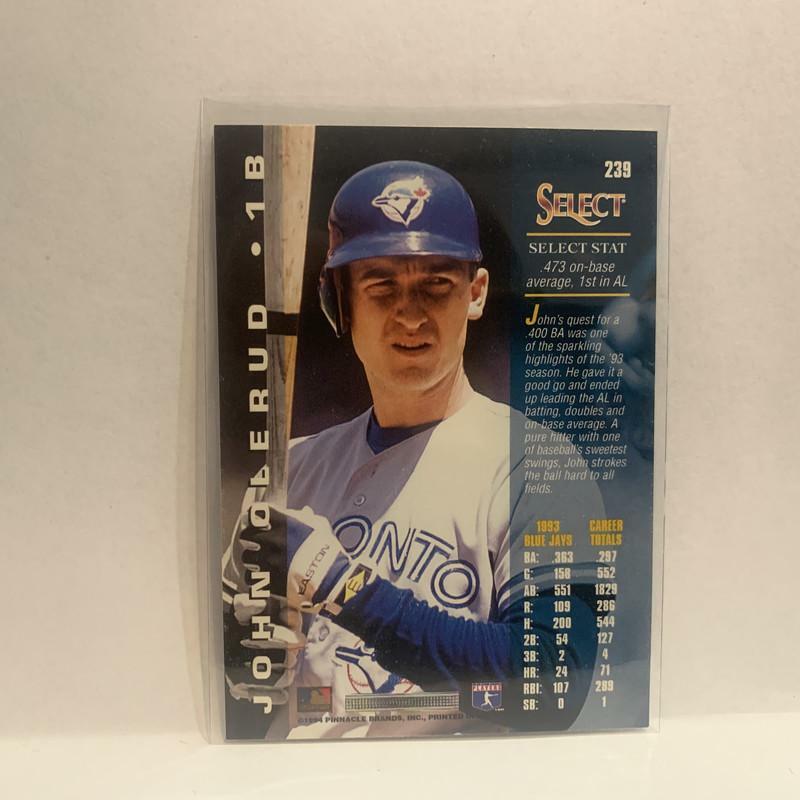 JOHN OLERUD • 1B
239
SELECT
SELECT STAT
.473 on-base
average, 1st in AL
John's quest for a
.400 BA was one
of the sparkling
highlights of the '93
season. He gave it a
good go and ended
up leading the AL in
batting, doubles and
on-base average. A
pure hitter with one
of baseball's sweetest
swings, John strokes
the ball hard to all
fields.
1993 CAREER
BLUE JAYS TOTALS
BA: .363 .297
G: 158 552
AB: 551 1829
R: 109 286
H: 200 544
2B: 54 127
3B: 2 4
HR: 24 71
RBI: 107 289
SB: 0 1
EASTON
E
ONTO
PLAYERS
©1994 PINNACLE BRANDS, INC., PRINTED IN